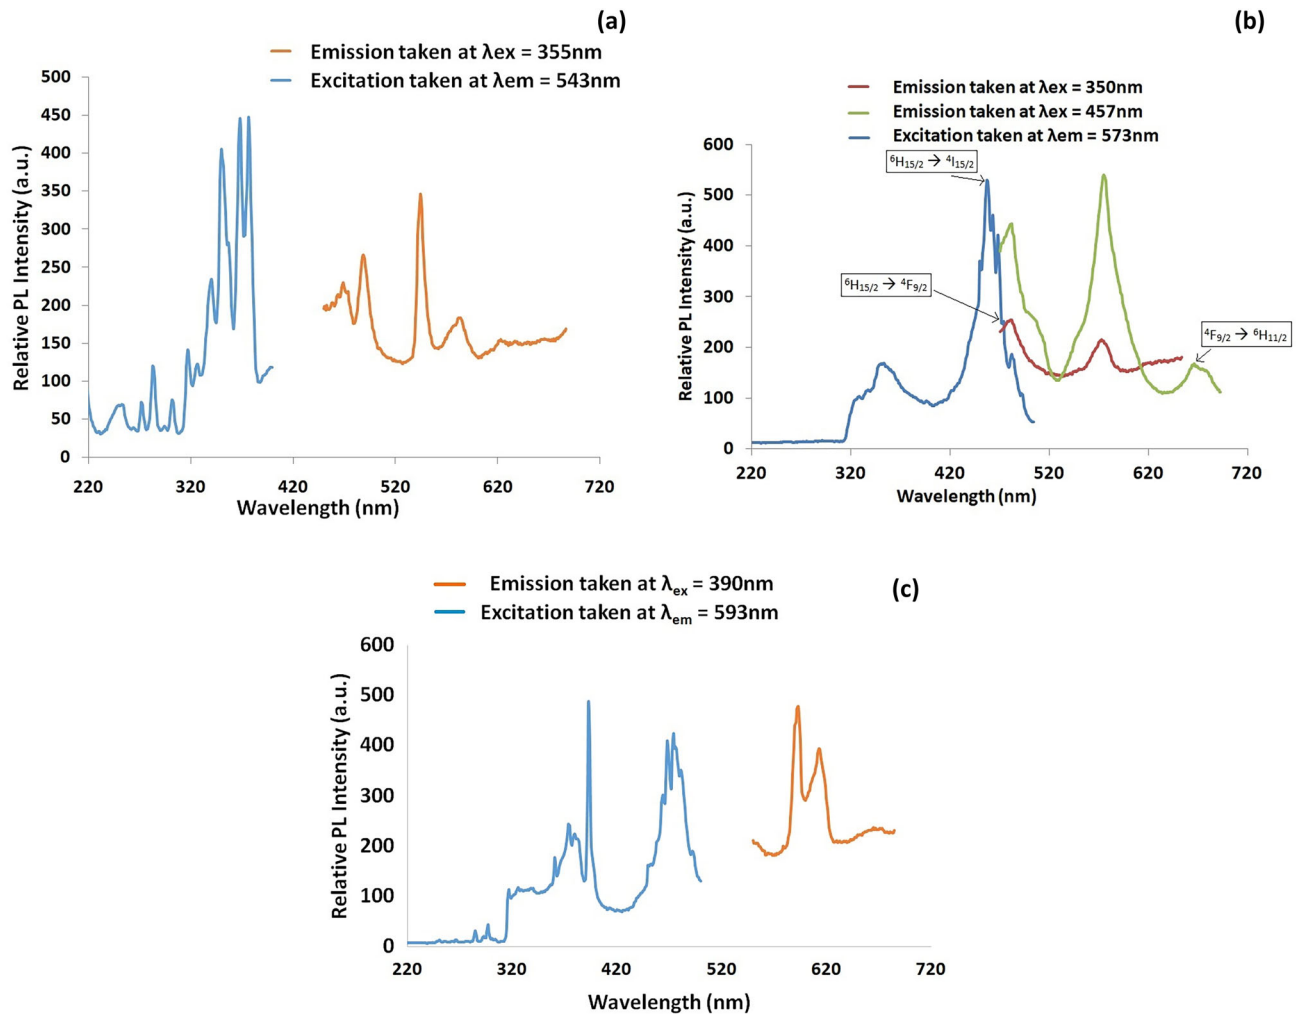 (a)
Emission taken at λex = 355nm
Excitation taken at λem = 543nm
500
450
400
350
300
250
200
150
100
50
0
220
320
420
520
620
720
Wavelength (nm)
Relative PL Intensity (a.u.)
(b)
Emission taken at λex = 350nm
Emission taken at λex = 457nm
Excitation taken at λem = 573nm
600
500
400
300
200
100
0
⁶H₁₅/₂ → ⁴I₁₅/₂
⁶H₁₅/₂ → ⁴F₉/₂
⁴F₉/₂ → ⁶H₁₁/₂
220
320
420
520
620
720
Wavelength (nm)
Relative PL Intensity (a.u.)
(c)
Emission taken at λex = 390nm
Excitation taken at λem = 593nm
600
500
400
300
200
100
0
220
320
420
520
620
720
Wavelength (nm)
Relative PL Intensity (a.u.)